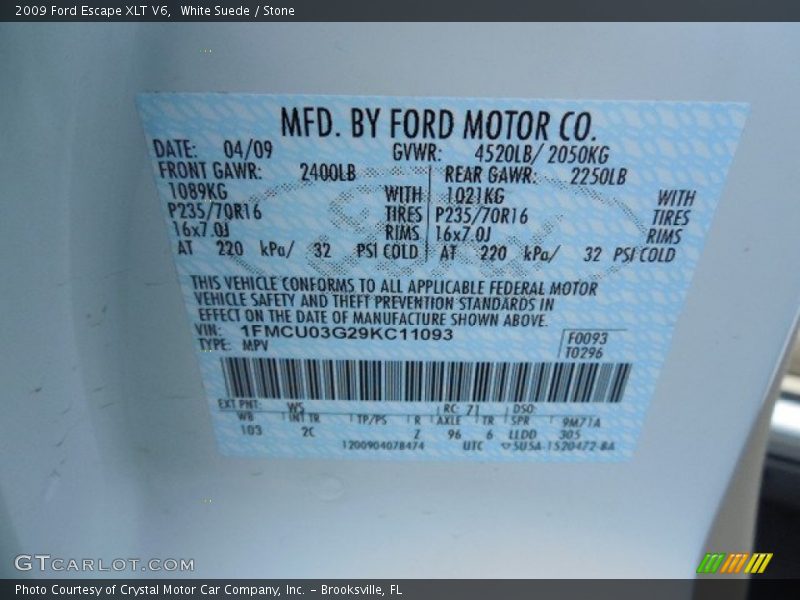 2009 Ford Escape XLT V6,  White Suede / Stone
MFD. BY FORD MOTOR CO.
DATE: 04/09 GVWR: 4520LB/ 2050KG
FRONT GAWR: 2400LB REAR GAWR: 2250LB
1089KG WITH 1021KG WITH
P235/70R16 TIRES P235/70R16 TIRES
16x7.0J RIMS 16x7.0J RIMS
AT 220 kPa/ 32 PSI COLD AT 220 kPa/ 32 PSI COLD
THIS VEHICLE CONFORMS TO ALL APPLICABLE FEDERAL MOTOR
VEHICLE SAFETY AND THEFT PREVENTION STANDARDS IN
EFFECT ON THE DATE OF MANUFACTURE SHOWN ABOVE.
VIN: 1FMCU03G29KC11093 F0093
TYPE: MPV T0296
EXT PNT: W5 RC: 71 DSO:
WB INT TR TP/PS R AXLE TR SPR 9M71A
103 2C Z 96 6 LLDD 305
1200904078474 UTC 5U5A-1520472-BA
GTCARLOT.COM
Photo Courtesy of Crystal Motor Car Company, Inc. – Brooksville, FL